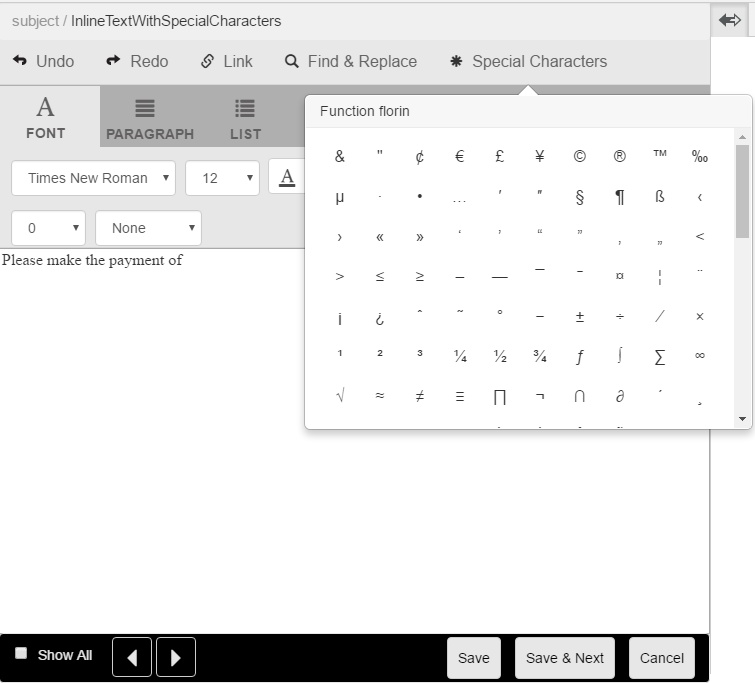 subject / InlineTextWithSpecialCharacters
Undo Redo Link Find & Replace Special Characters
A FONT PARAGRAPH LIST
Times New Roman 12 A
0 None
Please make the payment of
Function florin
& " ¢ € £ ¥ © ® ™ ‰
µ · • … ′ ″ § ¶ ß ‹
› « » ‘ ’ “ ” ‚ „ <
> ≤ ≥ – — ¯ ‾ ¤ ¦ ¨
¡ ¿ ˆ ˜ ° − ± ÷ ⁄ ×
¹ ² ³ ¼ ½ ¾ ƒ ∫ ∑ ∞
√ ≈ ≠ ≡ ∏ ¬ ∩ ∂ ´ ¸
Show All Save Save & Next Cancel